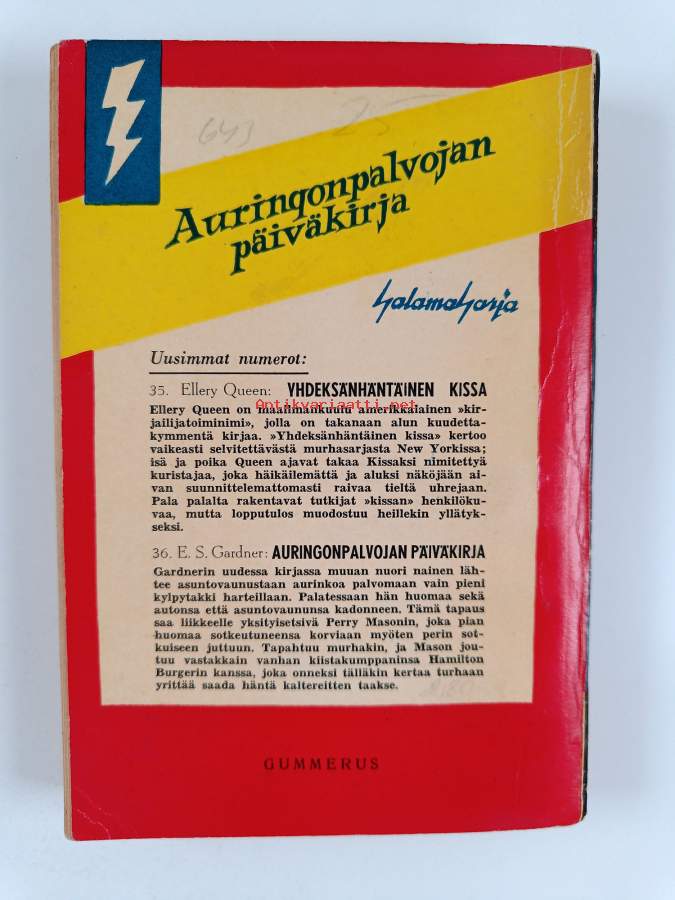 643 25
Auringonpalvojan
päiväkirja
Salamasarja
Uusimmat numerot:
35. Ellery Queen: YHDEKSÄNHÄNTÄINEN KISSA
Antikvariaatti.net
Ellery Queen on maailmankuulu amerikkalainen »kir-
jailijatoiminimi», jolla on takanaan alun kuudetta-
kymmentä kirjaa. »Yhdeksänhäntäinen kissa» kertoo
vaikeasti selvitettävästä murhasarjasta New Yorkissa;
isä ja poika Queen ajavat takaa Kissaksi nimitettyä
kuristajaa, joka häikäilemättä ja aluksi näköjään ai-
van suunnittelemattomasti raivaa tieltä uhrejaan.
Pala palalta rakentavat tutkijat »kissan» henkilöku-
vaa, mutta lopputulos muodostuu heillekin yllätyk-
seksi.
36. E. S. Gardner: AURINGONPALVOJAN PÄIVÄKIRJA
Gardnerin uudessa kirjassa muuan nuori nainen läh-
tee asuntovaunustaan aurinkoa palvomaan vain pieni
kylpytakki harteillaan. Palatessaan hän huomaa sekä
autonsa että asuntovaununsa kadonneen. Tämä tapaus
saa liikkeelle yksityisetsivä Perry Masonin, joka pian
huomaa sotkeutuneensa korviaan myöten perin sot-
kuiseen juttuun. Tapahtuu murhakin, ja Mason jou-
tuu vastakkain vanhan kiistakumppaninsa Hamilton
Burgerin kanssa, joka onneksi tälläkin kertaa turhaan
yrittää saada häntä kaltereitten taakse.
GUMMERUS